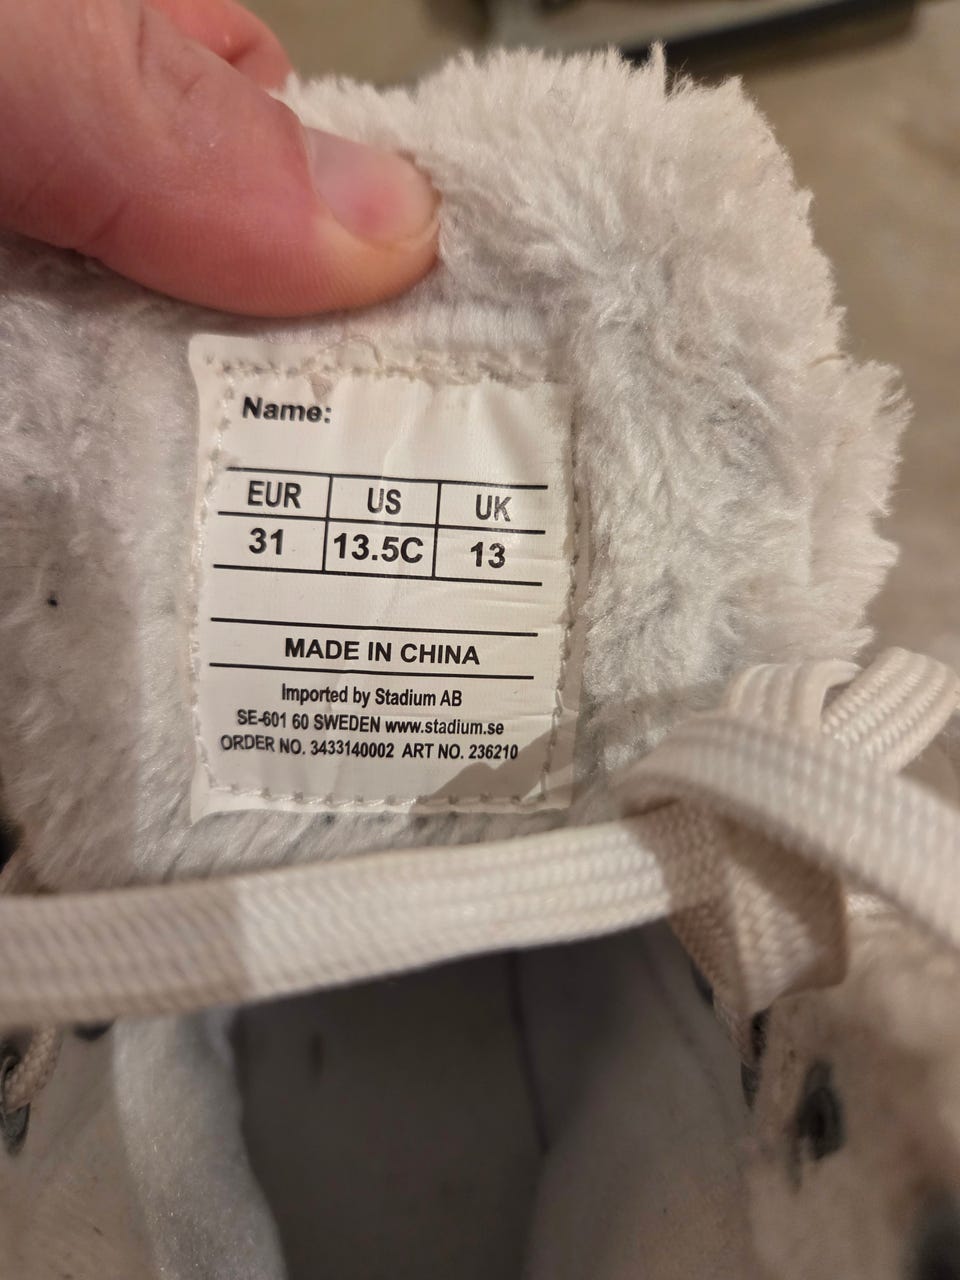 Name:
EUR US UK
31 13.5C 13
MADE IN CHINA
Imported by Stadium AB
SE-601 60 SWEDEN www.stadium.se
ORDER NO. 3433140002 ART NO. 236210